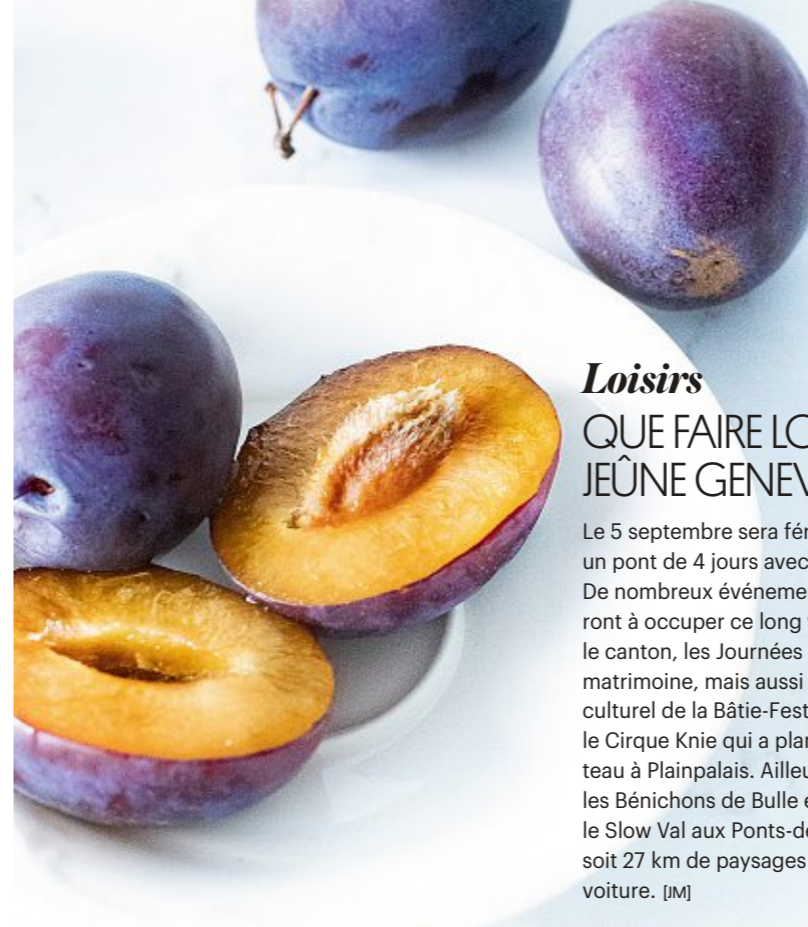 Loisirs
QUE FAIRE LO
JEÛNE GENEV
Le 5 septembre sera fér
un pont de 4 jours avec
De nombreux événeme
ront à occuper ce long
le canton, les Journées
matrimoine, mais aussi
culturel de la Bâtie-Fest
le Cirque Knie qui a plan
teau à Plainpalais. Ailleu
les Bénichons de Bulle e
le Slow Val aux Ponts-de
soit 27 km de paysages
voiture. [JM]